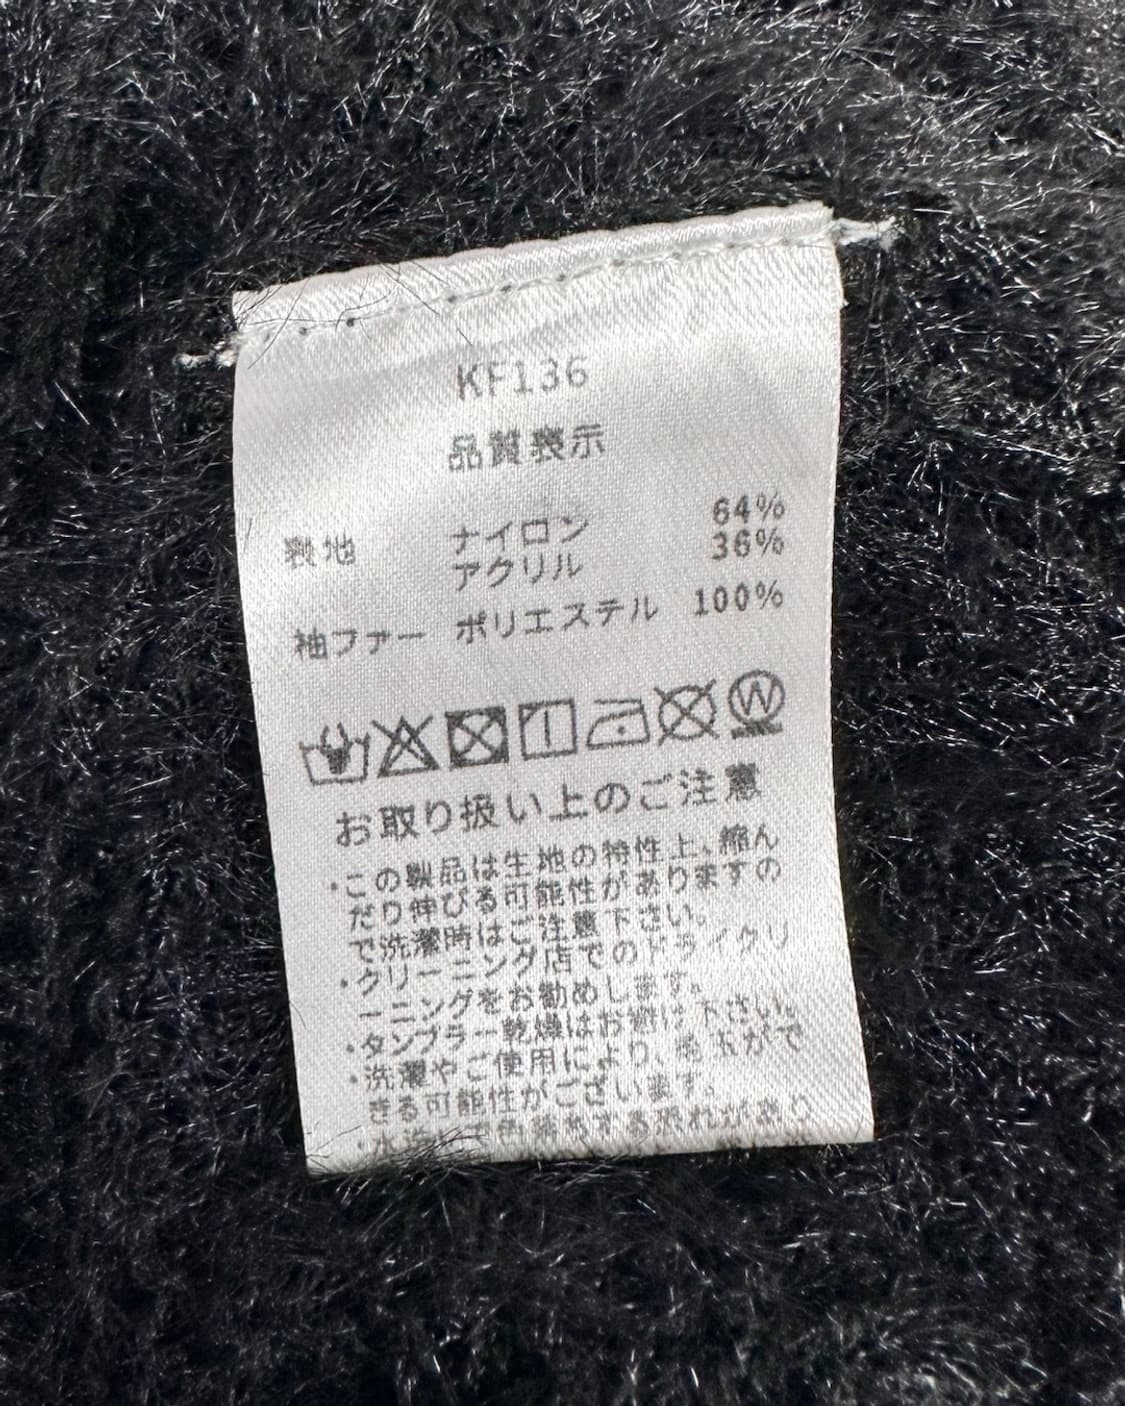 KF136
品質表示
表地 ナイロン 64%
アクリル 36%
袖ファー ポリエステル 100%
W
お取り扱い上のご注意
・この製品は生地の特性上、縮ん
だり伸びる可能性がありますの
で洗濯時はご注意下さい。
・クリーニング店でのドライクリ
ーニングをお勧めします。
・タンブラー乾燥はお避け下さい。
・洗濯やご使用により、毛玉がで
きる可能性がございます。
する恐れがあり